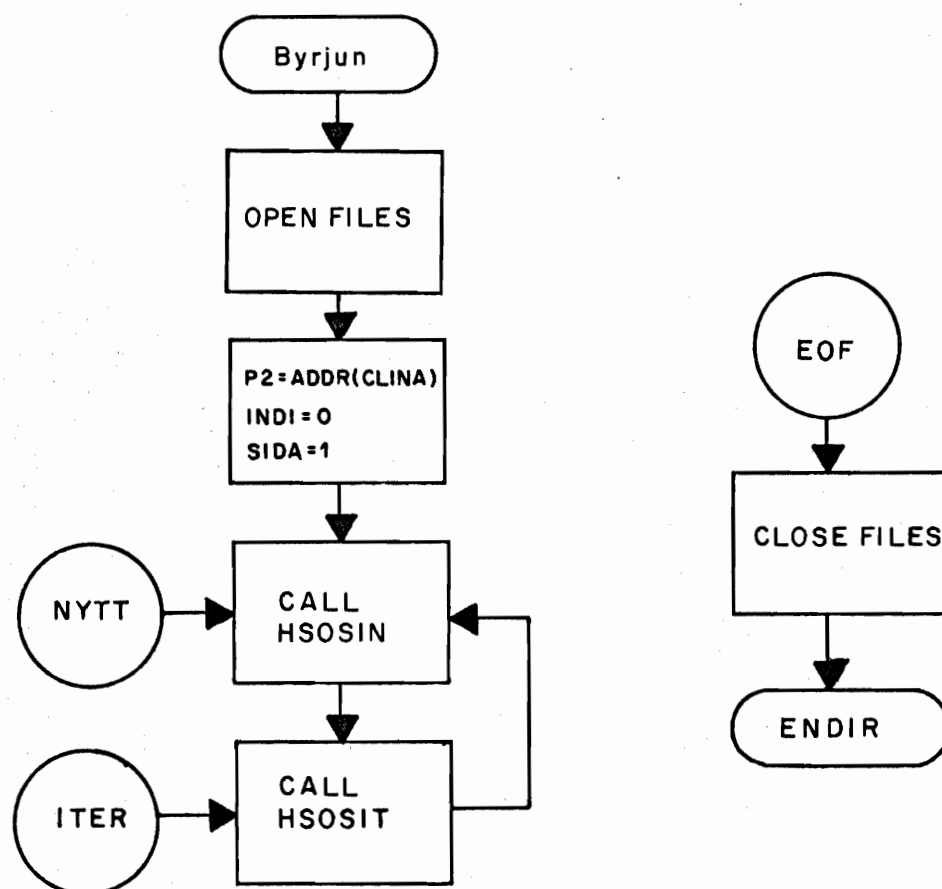 Byrjun
OPEN FILES
P2=ADDR(CLINA)
INDI=0
SIDA=1
NYTT
CALL
HSOSIN
ITER
CALL
HSOSIT
EOF
CLOSE FILES
ENDIR